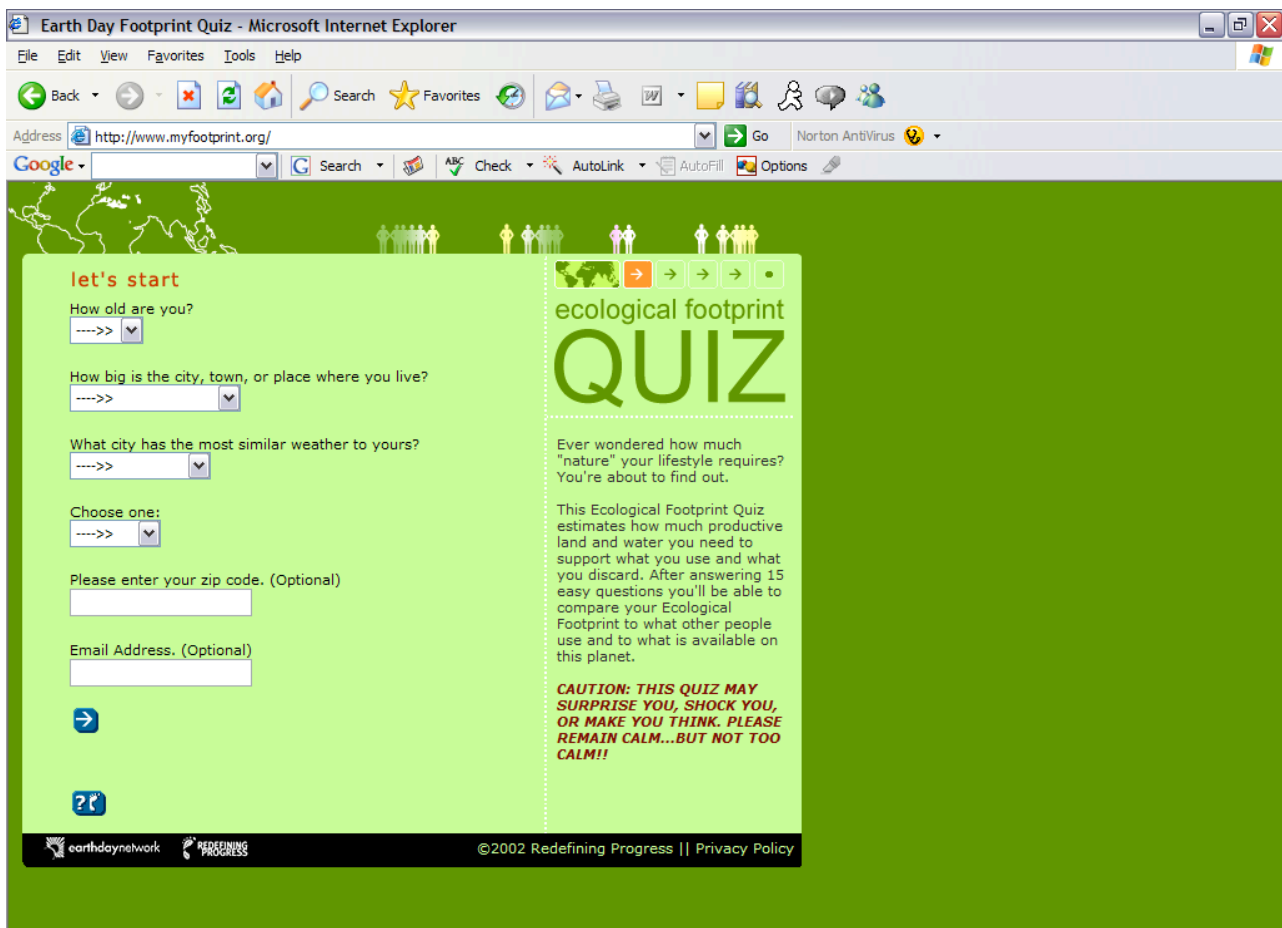 Earth Day Footprint Quiz - Microsoft Internet Explorer
File Edit View Favorites Tools Help
Back Search Favorites
Address http://www.myfootprint.org/ Go Norton AntiVirus
Google Search ABC Check AutoLink AutoFill Options
let's start
How old are you?
---->>
How big is the city, town, or place where you live?
---->>
What city has the most similar weather to yours?
---->>
Choose one:
---->>
Please enter your zip code. (Optional)
Email Address. (Optional)
ecological footprint
QUIZ
Ever wondered how much
"nature" your lifestyle requires?
You're about to find out.
This Ecological Footprint Quiz
estimates how much productive
land and water you need to
support what you use and what
you discard. After answering 15
easy questions you'll be able to
compare your Ecological
Footprint to what other people
use and to what is available on
this planet.
CAUTION: THIS QUIZ MAY
SURPRISE YOU, SHOCK YOU,
OR MAKE YOU THINK. PLEASE
REMAIN CALM...BUT NOT TOO
CALM!!
?
earthdaynetwork REDEFINING PROGRESS ©2002 Redefining Progress || Privacy Policy